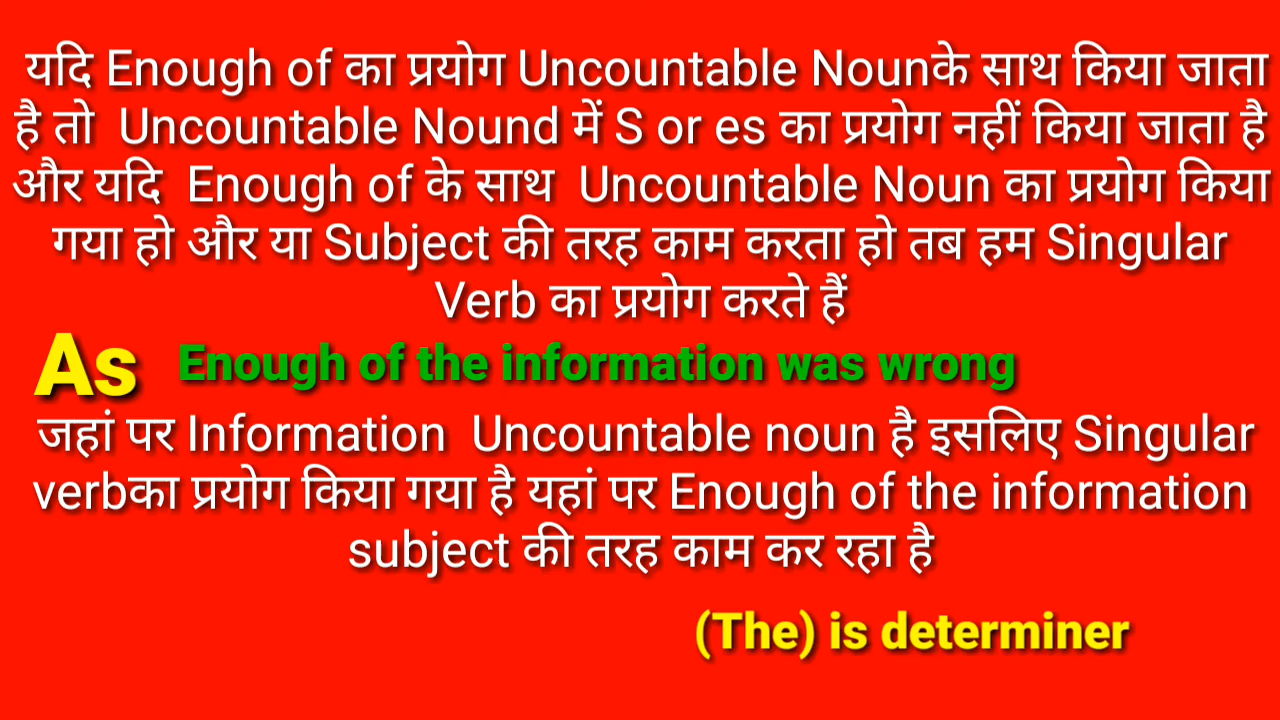 यदि Enough of का प्रयोग Uncountable Nounके साथ किया जाता
है तो Uncountable Nound में S or es का प्रयोग नहीं किया जाता है
और यदि Enough of के साथ Uncountable Noun का प्रयोग किया
गया हो और या Subject की तरह काम करता हो तब हम Singular
Verb का प्रयोग करते हैं
As Enough of the information was wrong
जहां पर Information Uncountable noun है इसलिए Singular
verbका प्रयोग किया गया है यहां पर Enough of the information
subject की तरह काम कर रहा है
(The) is determiner